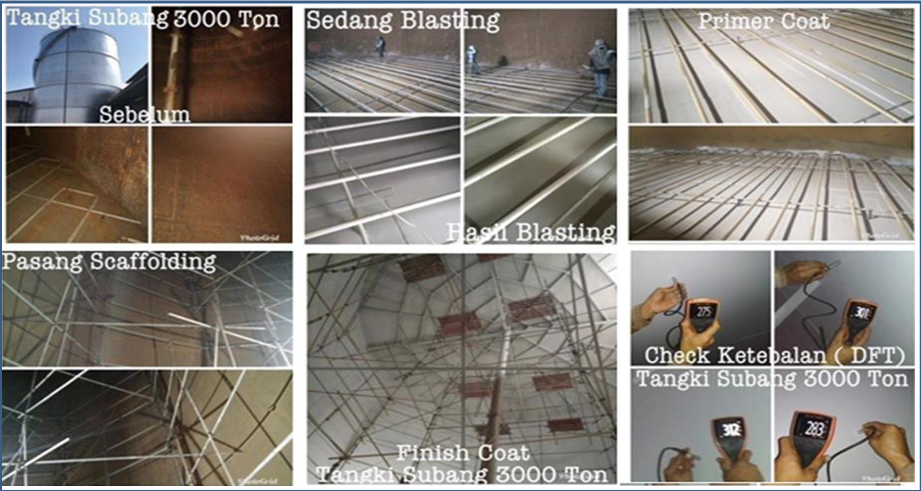 Tangki Subang 3000 Ton
Sebelum
PhotoGrid
Sedang Blasting
Hasil Blasting
Primer Coat
PhotoGrid
Pasang Scaffolding
PhotoGrid
Finish Coat
Tangki Subang 3000 Ton
275
301
Check Ketebalan ( DFT)
Tangki Subang 3000 Ton
312
283
PhotoGrid